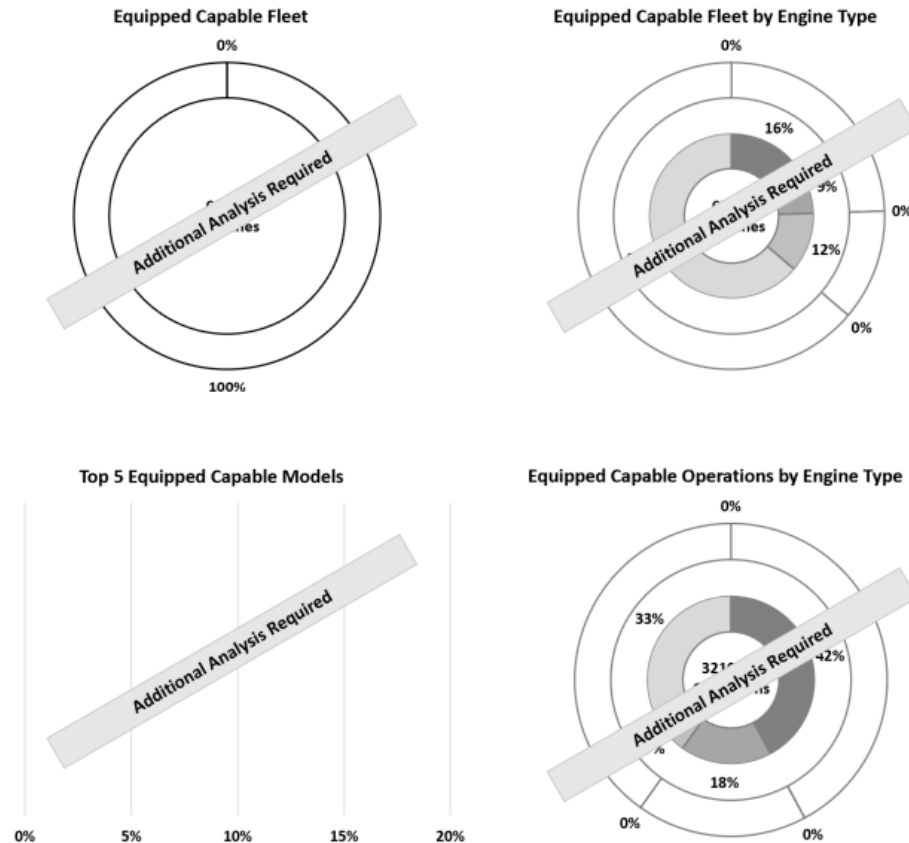 Equipped Capable Fleet
0%
Additional Analysis Required
100%
Equipped Capable Fleet by Engine Type
0%
16%
9%
Additional Analysis Required
0%
12%
0%
Top 5 Equipped Capable Models
Additional Analysis Required
0% 5% 10% 15% 20%
Equipped Capable Operations by Engine Type
0%
33%
42%
Additional Analysis Required
18%
0%
0%